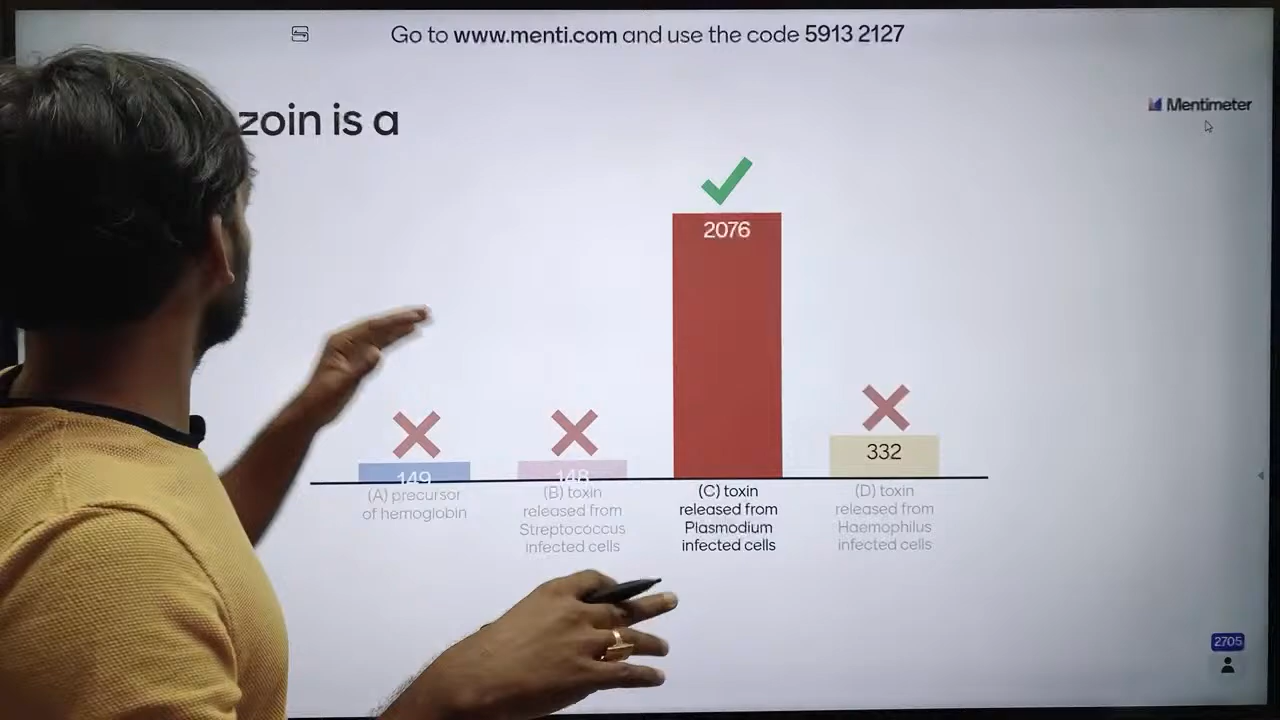 Go to www.menti.com and use the code 5913 2127
Mentimeter
zoin is a
2076
332
149
148
(A) precursor
of hemoglobin
(B) toxin
released from
Streptococcus
infected cells
(C) toxin
released from
Plasmodium
infected cells
(D) toxin
released from
Haemophilus
infected cells
2705